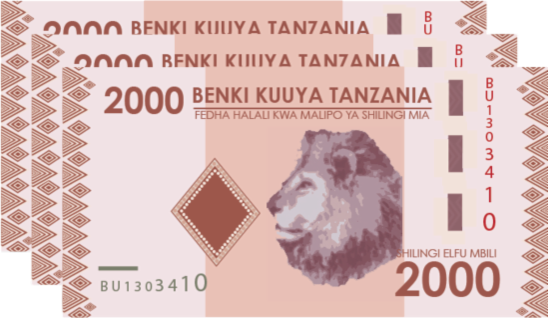 2000 BENKI KUUYA TANZANIA
BU
2000 BENKI KUUYA TANZANIA
BU
2000 BENKI KUUYA TANZANIA
FEDHA HALALI KWA MALIPO YA SHILINGI MIA
BU1303410
SHILINGI ELFU MBILI
BU1303410
2000